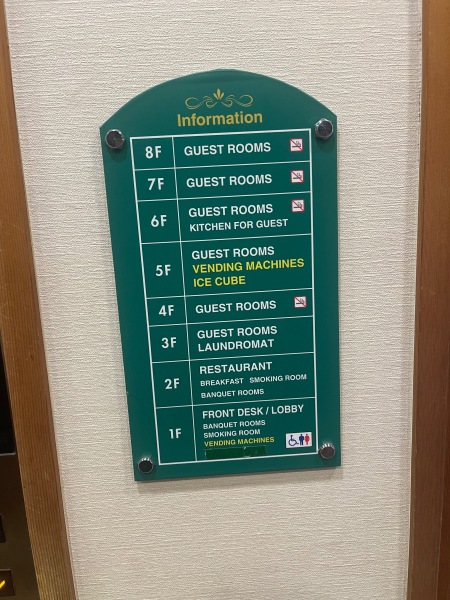 Information
8F GUEST ROOMS
7F GUEST ROOMS
6F GUEST ROOMS
KITCHEN FOR GUEST
5F GUEST ROOMS
VENDING MACHINES
ICE CUBE
4F GUEST ROOMS
3F GUEST ROOMS
LAUNDROMAT
2F RESTAURANT
BREAKFAST SMOKING ROOM
BANQUET ROOMS
1F FRONT DESK / LOBBY
BANQUET ROOMS
SMOKING ROOM
VENDING MACHINES